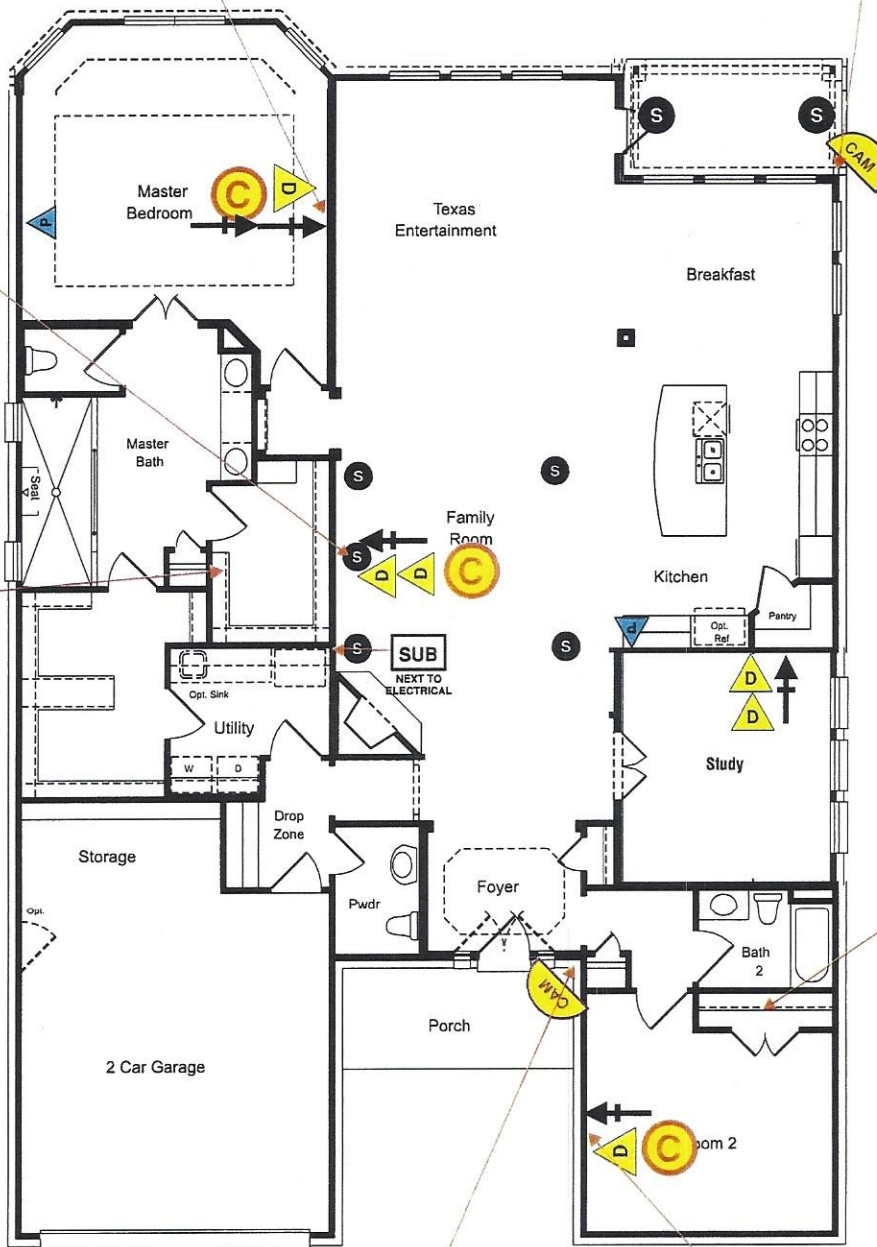 S
S
CAM
Master
Bedroom
C
D
P
Texas
Entertainment
Breakfast
Master
Bath
Seat
S
S
Family
Room
S
D
D
C
Kitchen
Pantry
P
Opt.
Ref
S
SUB
NEXT TO
ELECTRICAL
S
Opt. Sink
Utility
W
D
D
D
Study
Drop
Zone
Storage
Opt.
Pwdr
Foyer
Bath
2
CAM
Porch
2 Car Garage
D
C
oom 2